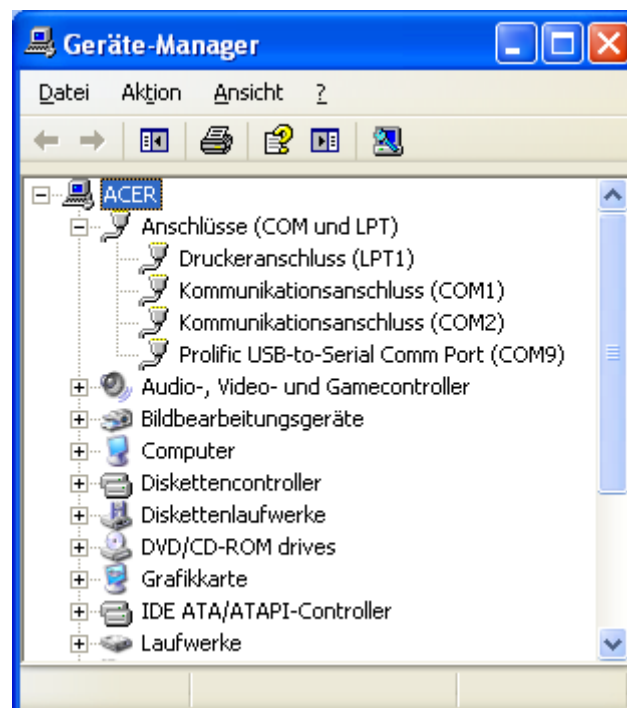 Geräte-Manager
Datei Aktion Ansicht ?
ACER
Anschlüsse (COM und LPT)
Druckeranschluss (LPT1)
Kommunikationsanschluss (COM1)
Kommunikationsanschluss (COM2)
Prolific USB-to-Serial Comm Port (COM9)
Audio-, Video- und Gamecontroller
Bildbearbeitungsgeräte
Computer
Diskettencontroller
Diskettenlaufwerke
DVD/CD-ROM drives
Grafikkarte
IDE ATA/ATAPI-Controller
Laufwerke